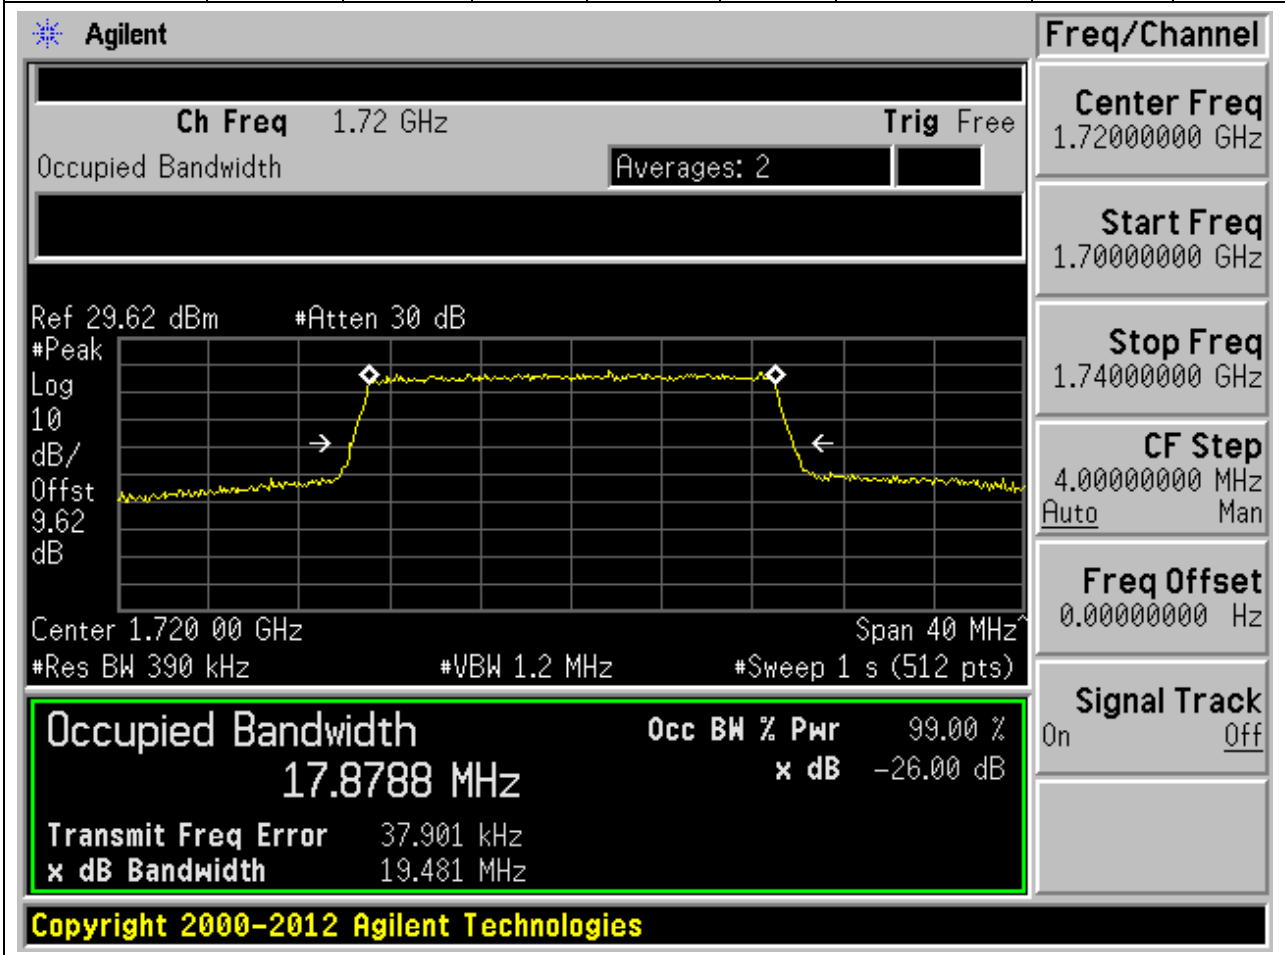 Agilent
Freq/Channel
Ch Freq 1.72 GHz Trig Free
Occupied Bandwidth Averages: 2
Center Freq
1.72000000 GHz
Start Freq
1.70000000 GHz
Stop Freq
1.74000000 GHz
CF Step
4.00000000 MHz
Auto Man
Freq Offset
0.00000000 Hz
Signal Track
On Off
Ref 29.62 dBm #Atten 30 dB
#Peak
Log
10
dB/
Offst
9.62
dB
Center 1.720 00 GHz Span 40 MHz^
#Res BW 390 kHz #VBW 1.2 MHz #Sweep 1 s (512 pts)
Occupied Bandwidth Occ BW % Pwr 99.00 %
17.8788 MHz x dB -26.00 dB
Transmit Freq Error 37.901 kHz
x dB Bandwidth 19.481 MHz
Copyright 2000-2012 Agilent Technologies